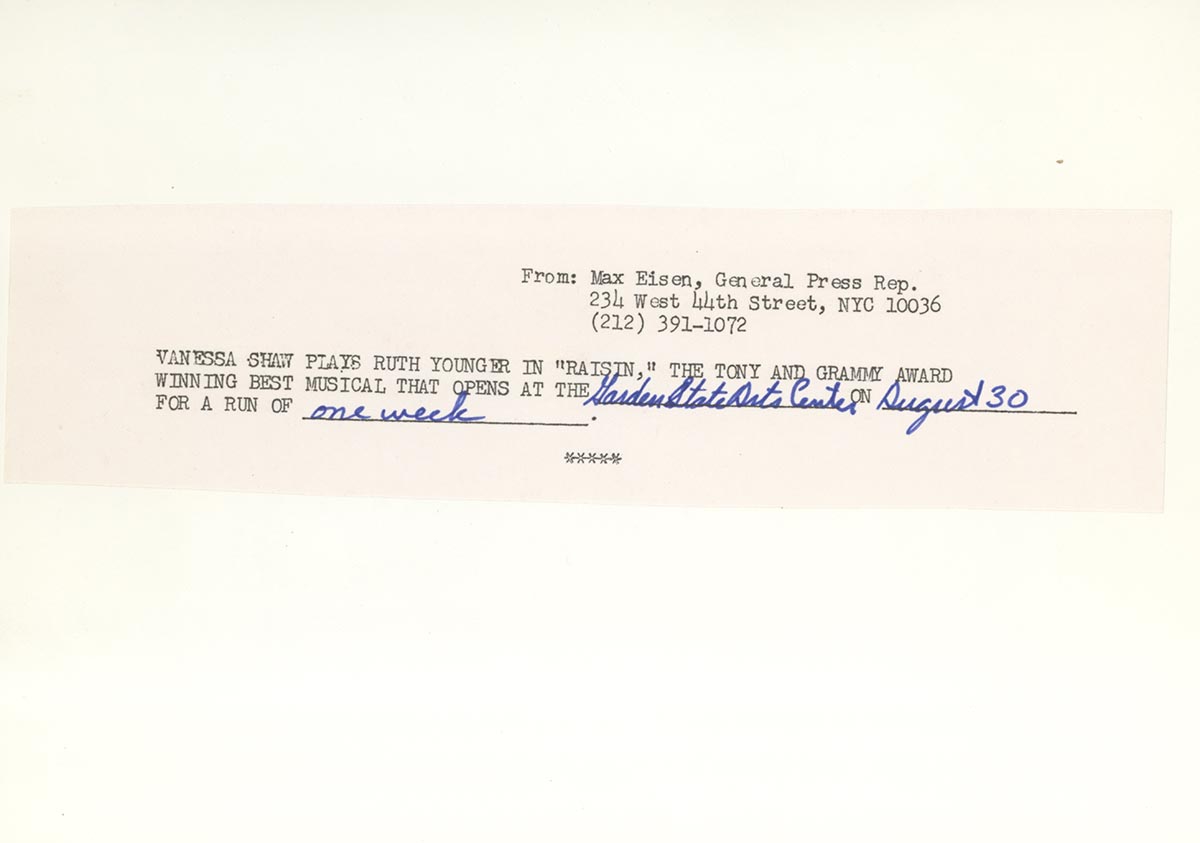 From: Max Eisen, General Press Rep.
234 West 44th Street, NYC 10036
(212) 391-1072
VANESSA SHAW PLAYS RUTH YOUNGER IN "RAISIN," THE TONY AND GRAMMY AWARD
WINNING BEST MUSICAL THAT OPENS AT THE Garden State Arts Center ON August 30
FOR A RUN OF one week.
*****